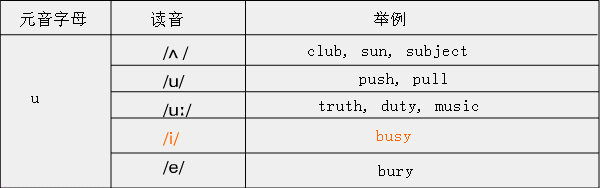 元音字母 读音 举例
/ʌ/ club, sun, subject
/u/ push, pull
u /u:/ truth, duty, music
/i/ busy
/e/ bury